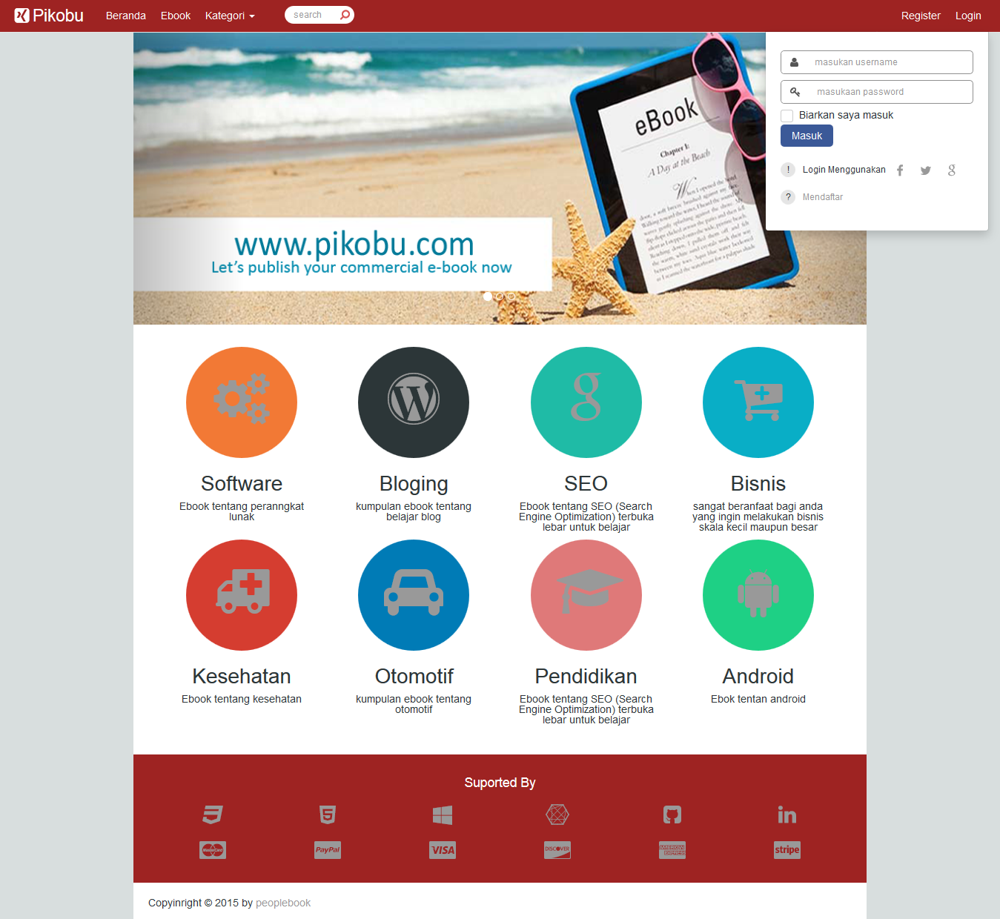 Pikobu Beranda Ebook Kategori search Register Login
masukan username
masukaan password
Biarkan saya masuk
Masuk
! Login Menggunakan
? Mendaftar
eBook
Chapter 1:
A Day at the Beach
www.pikobu.com
Let's publish your commercial e-book now
Software Bloging SEO Bisnis
Ebook tentang peranngkat
lunak
kumpulan ebook tentang
belajar blog
Ebook tentang SEO (Search
Engine Optimization) terbuka
lebar untuk belajar
sangat beranfaat bagi anda
yang ingin melakukan bisnis
skala kecil maupun besar
Kesehatan Otomotif Pendidikan Android
Ebook tentang kesehatan
kumpulan ebook tentang
otomotif
Ebook tentang SEO (Search
Engine Optimization) terbuka
lebar untuk belajar
Ebok tentan android
Suported By
MasterCard PayPal VISA DISCOVER AMERICAN EXPRESS stripe
Copyinright © 2015 by peoplebook